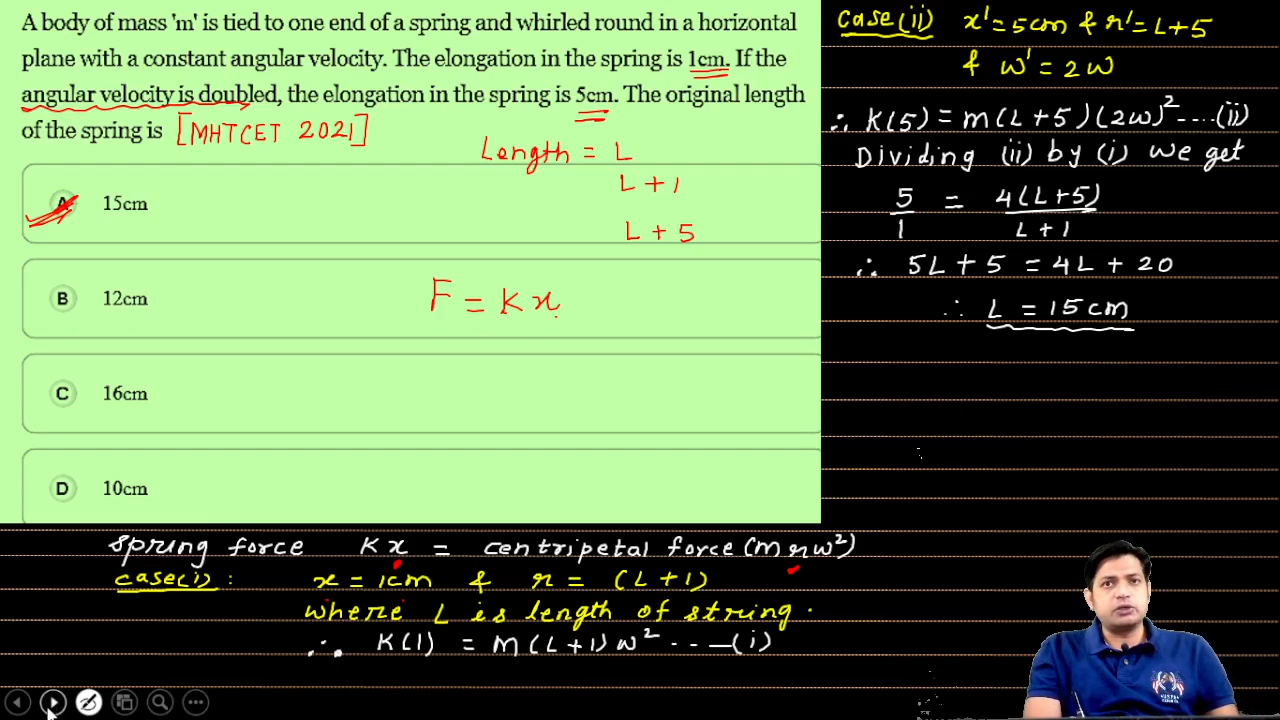 A body of mass 'm' is tied to one end of a spring and whirled round in a horizontal
plane with a constant angular velocity. The elongation in the spring is 1cm. If the
angular velocity is doubled, the elongation in the spring is 5cm. The original length
of the spring is [MHTCET 2021]
Length = L
L + 1
L + 5
A 15cm
B 12cm
F = Kx
C 16cm
D 10cm
Spring force Kx = centripetal force (mrω²)
case(i): x = 1cm & r = (L+1)
where L is length of string.
∴ K(1) = m(L+1)ω² -----(i)
Case(ii) x' = 5cm & r' = L+5
& ω' = 2ω
∴ K(5) = m(L+5)(2ω)² ----(ii)
Dividing (ii) by (i) we get
5/1 = 4(L+5)/L+1
∴ 5L + 5 = 4L + 20
∴ L = 15cm